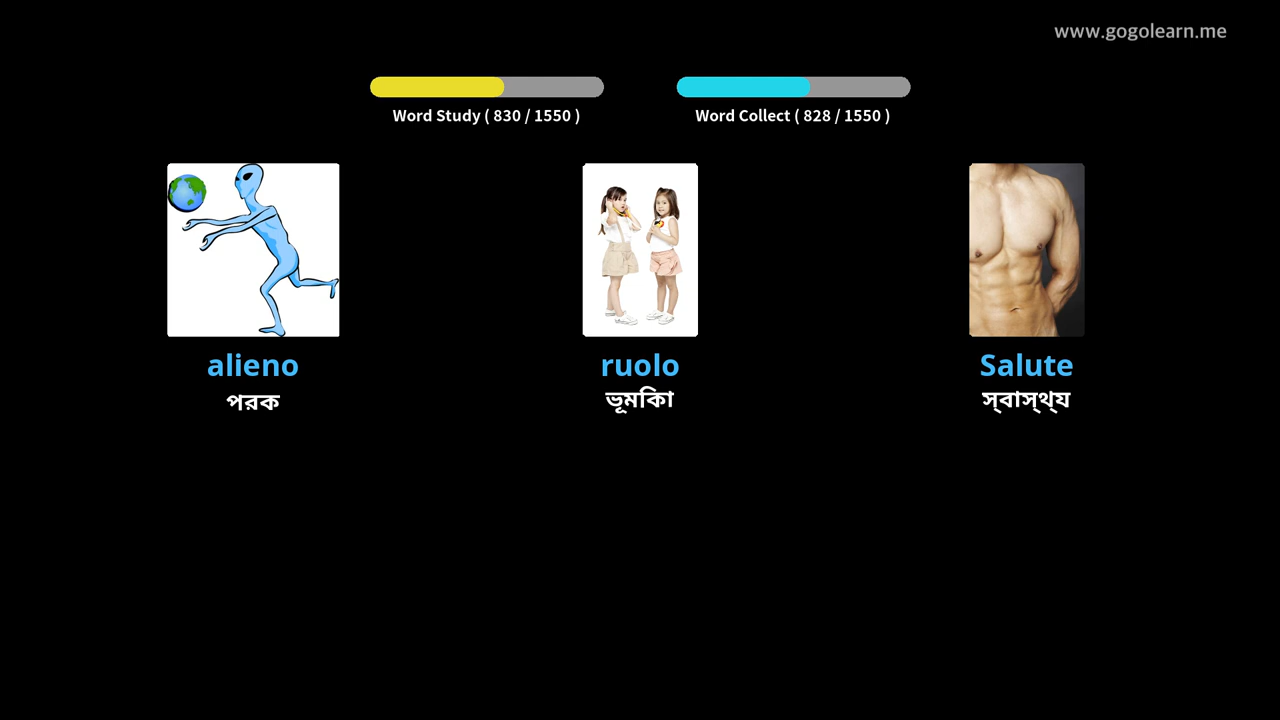 www.gogolearn.me
Word Study ( 830 / 1550 )
Word Collect ( 828 / 1550 )
alieno
ruolo
Salute
পরক
ভূমিকা
স্বাস্থ্য